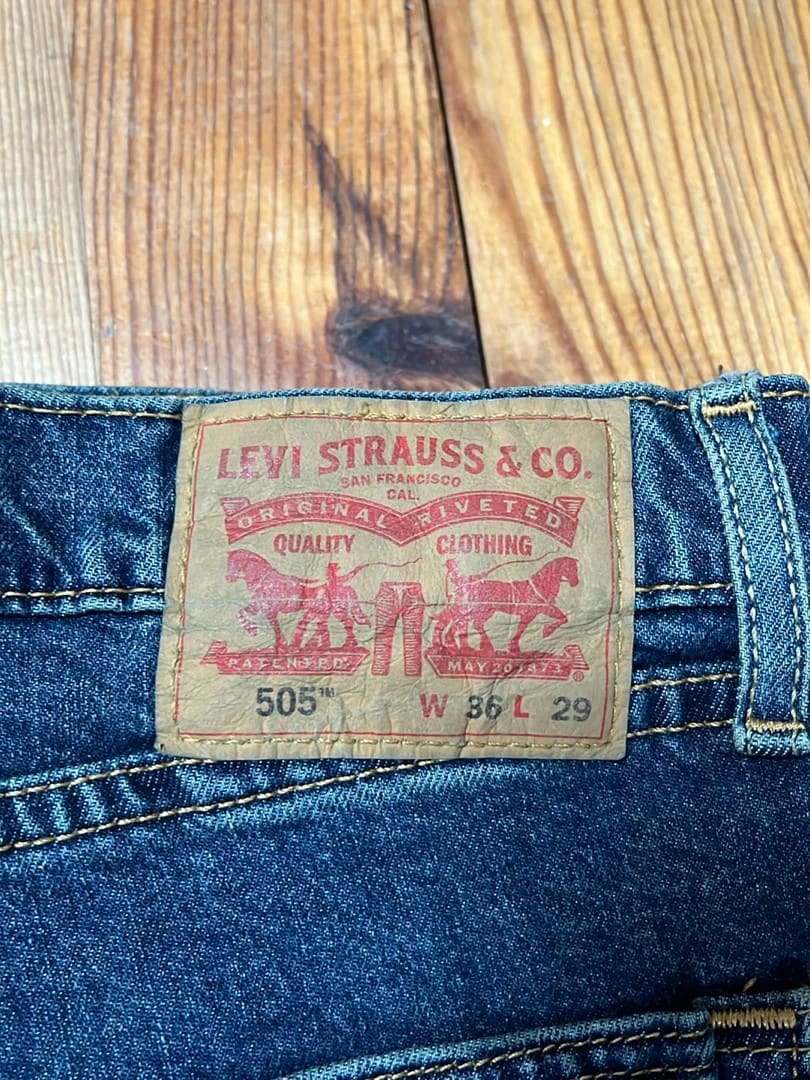 LEVI STRAUSS & CO.
SAN FRANCISCO
CAL.
ORIGINAL RIVETED
QUALITY CLOTHING
PATENTED MAY 20 1873 ®
505™ W 36 L 29